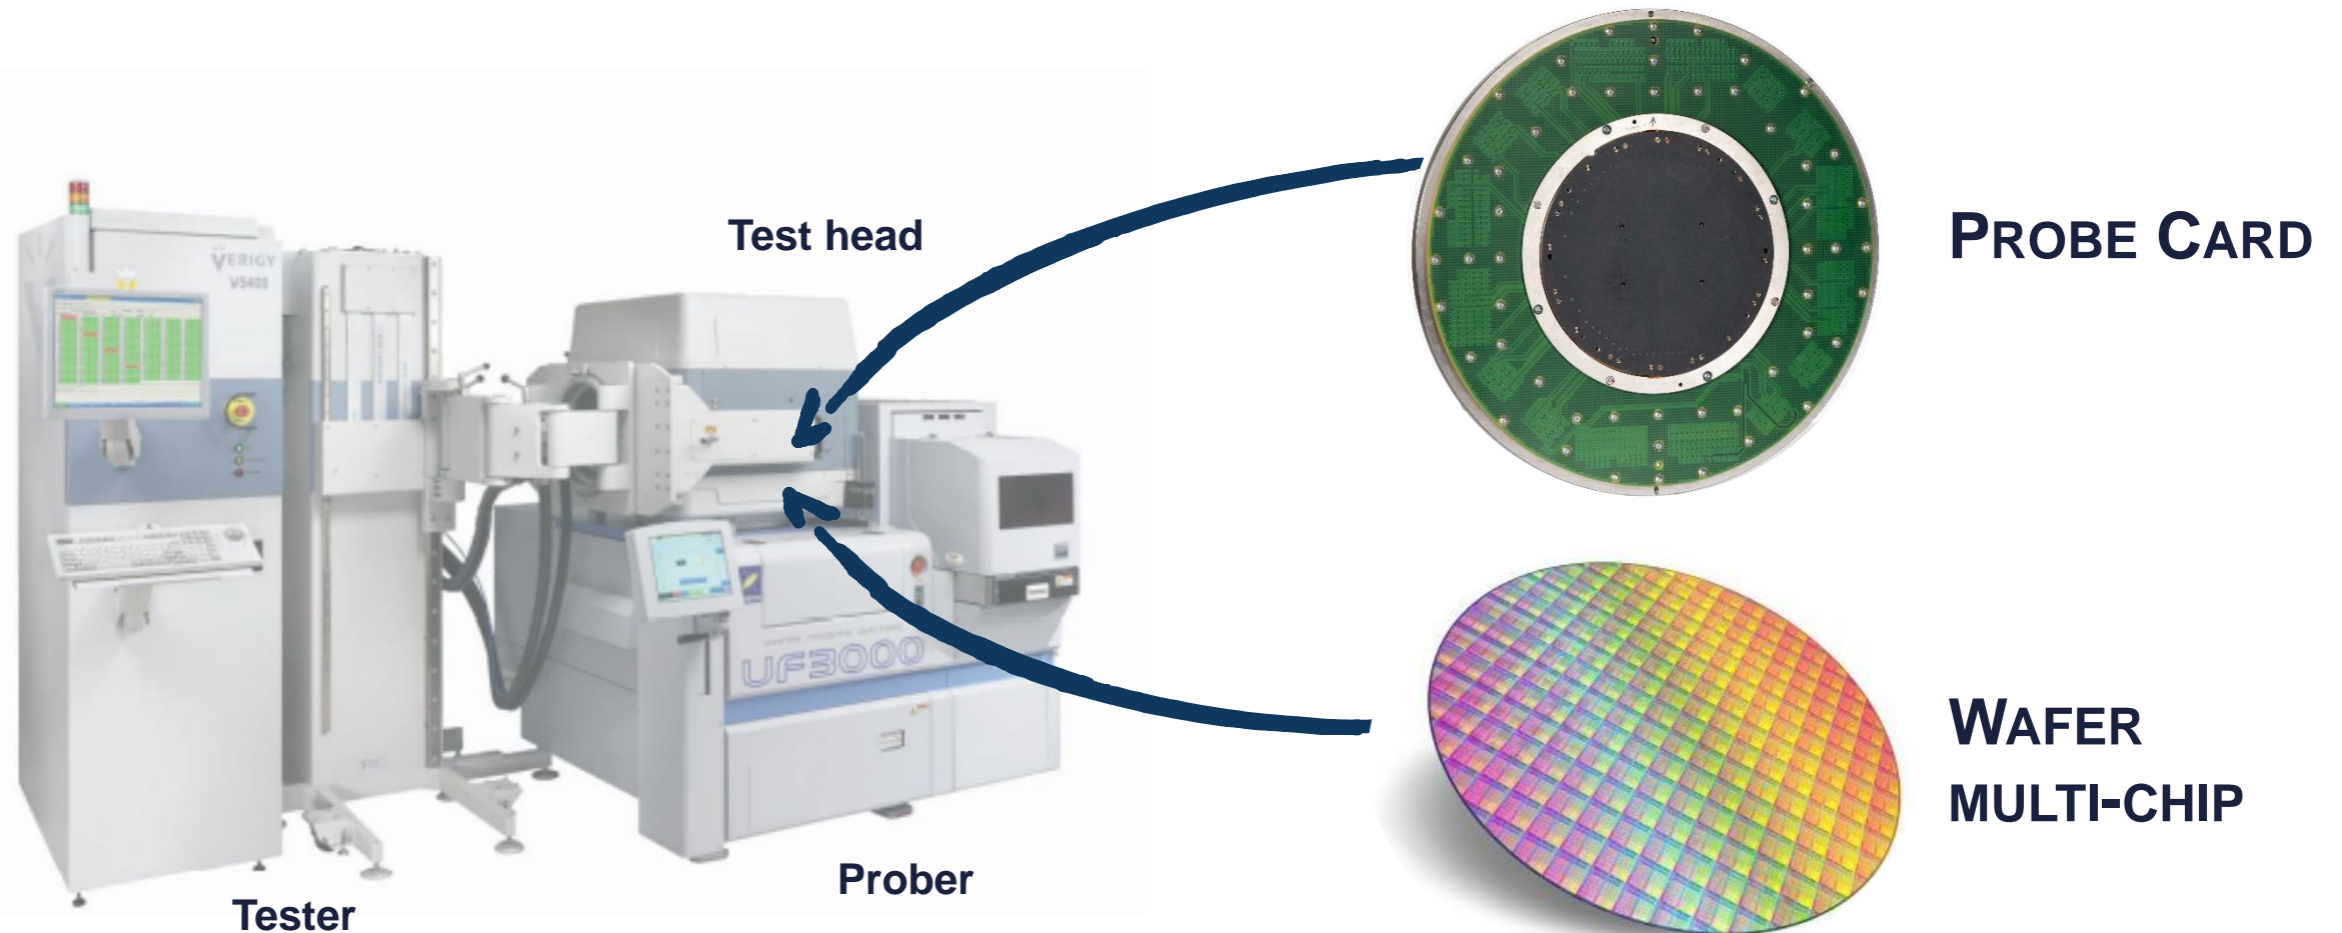 Test head
PROBE CARD
VERIGY
V5400
UF3000
WAFER
MULTI-CHIP
Prober
Tester